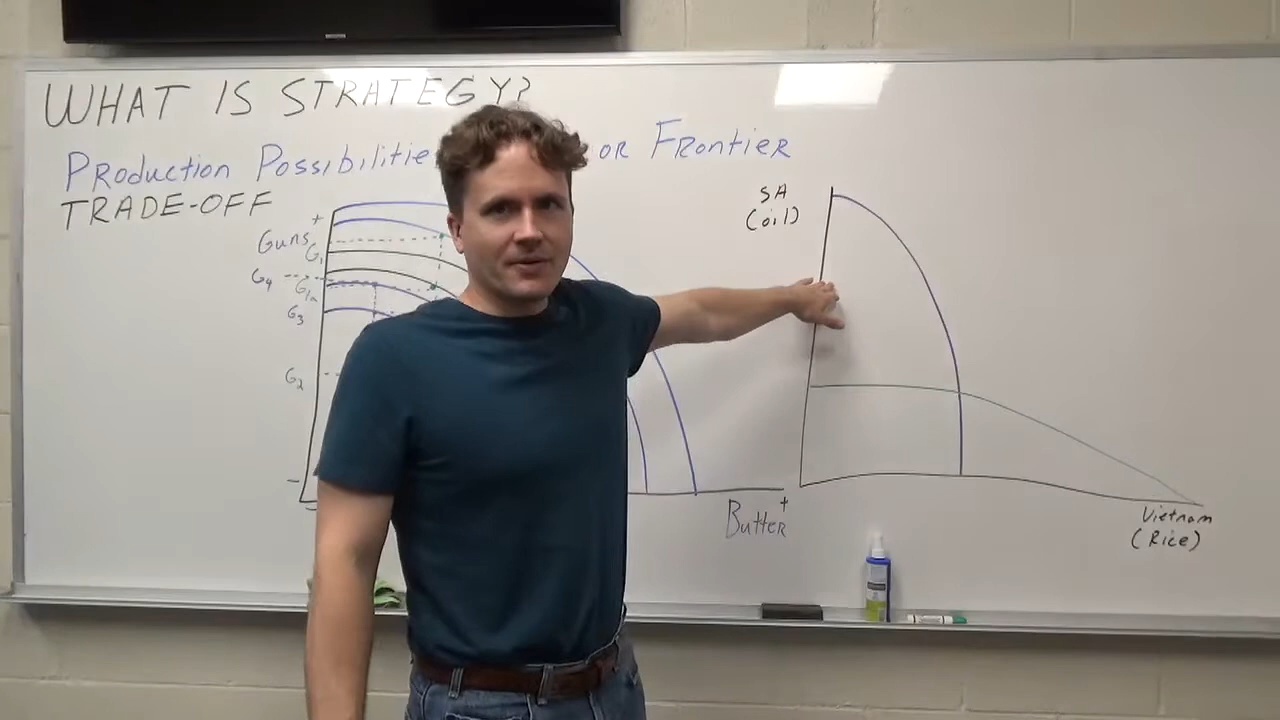 WHAT IS STRATEGY?
Production Possibilitie or Frontier
TRADE-OFF
+
Guns
G1
G4
G1a
G3
G2
-
Butter+
SA
(oil)
Vietnam
(Rice)